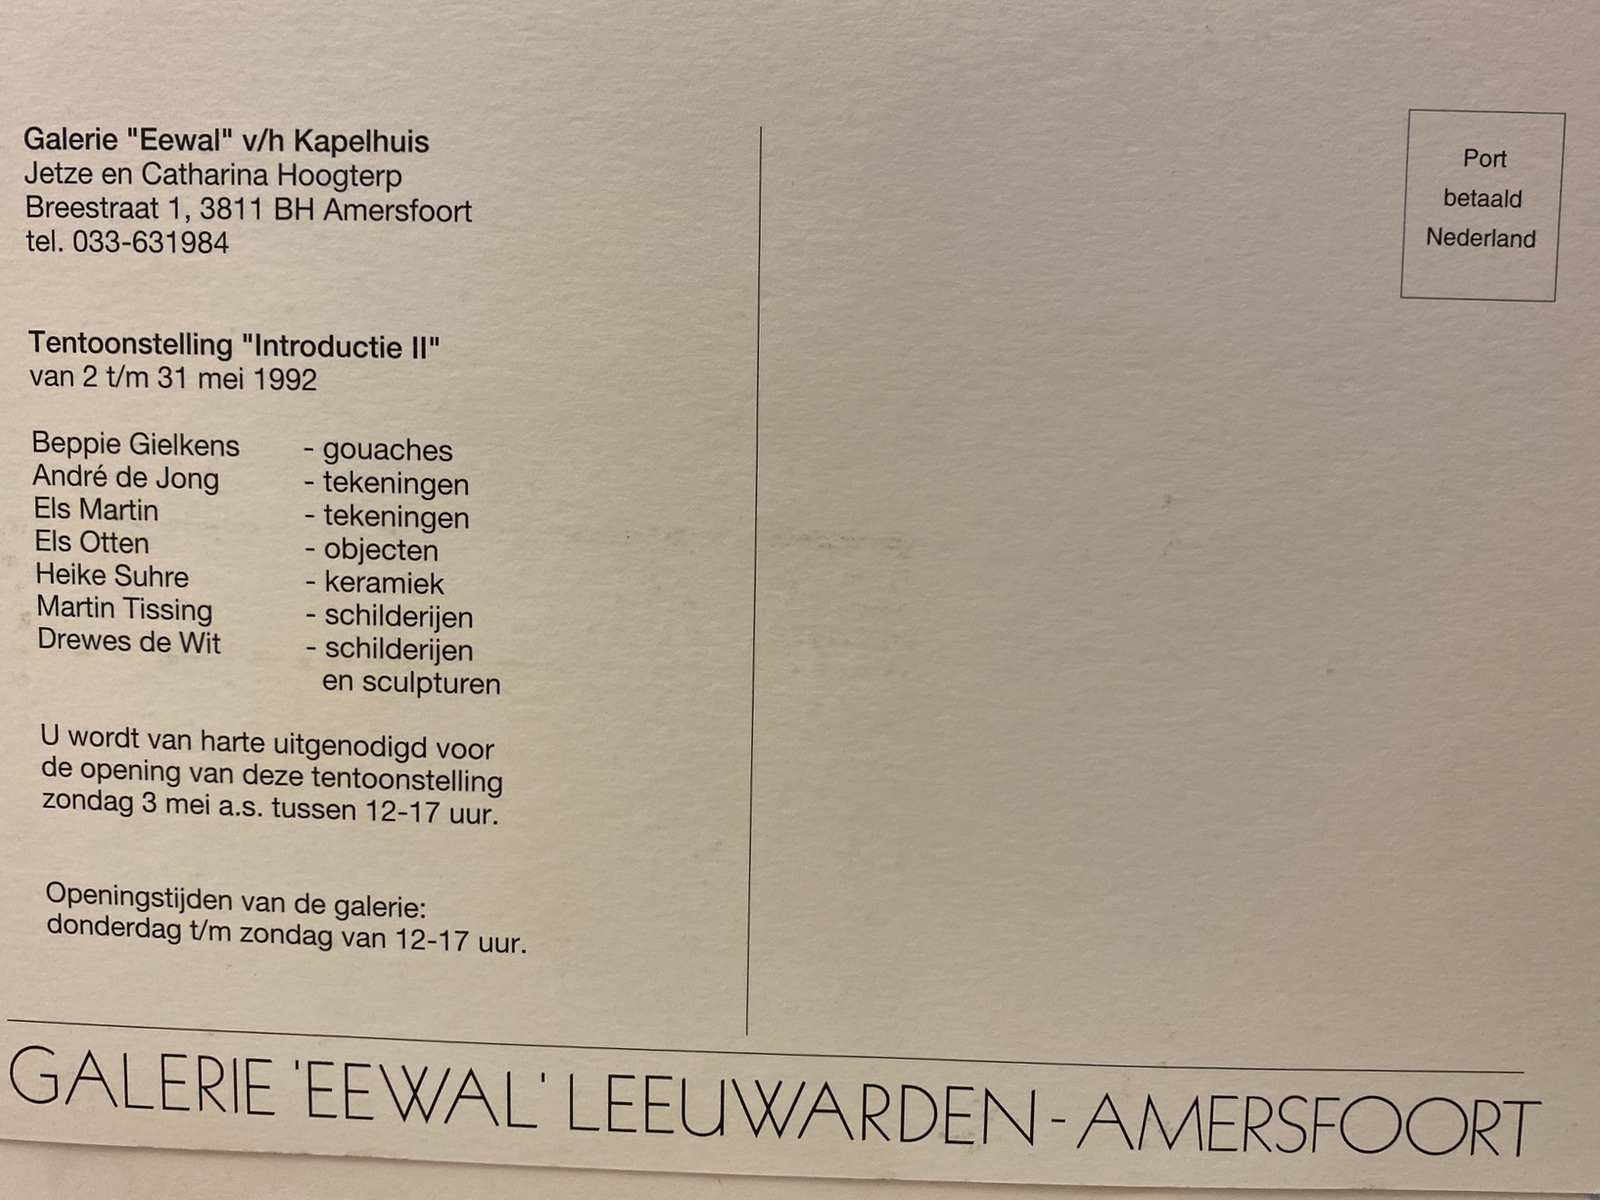 Galerie "Eewal" v/h Kapelhuis
Jetze en Catharina Hoogterp
Breestraat 1, 3811 BH Amersfoort
tel. 033-631984
Tentoonstelling "Introductie II"
van 2 t/m 31 mei 1992
Beppie Gielkens - gouaches
André de Jong - tekeningen
Els Martin - tekeningen
Els Otten - objecten
Heike Suhre - keramiek
Martin Tissing - schilderijen
Drewes de Wit - schilderijen
en sculpturen
U wordt van harte uitgenodigd voor
de opening van deze tentoonstelling
zondag 3 mei a.s. tussen 12-17 uur.
Openingstijden van de galerie:
donderdag t/m zondag van 12-17 uur.
Port
betaald
Nederland
GALERIE 'EEWAL' LEEUWARDEN - AMERSFOORT